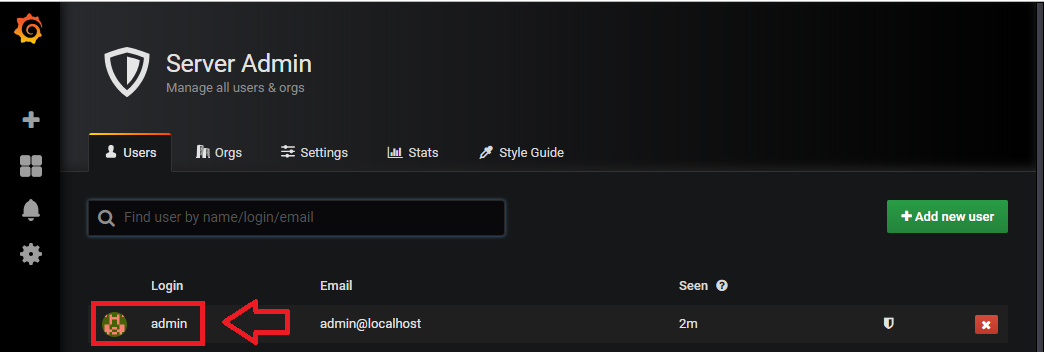 Server Admin
Manage all users & orgs
Users Orgs Settings Stats Style Guide
Find user by name/login/email
Add new user
Login Email Seen
admin admin@localhost 2m